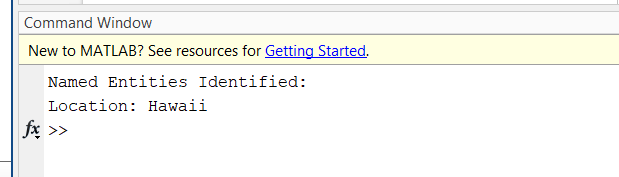 Command Window
New to MATLAB? See resources for Getting Started.
Named Entities Identified:
Location: Hawaii
fx >>